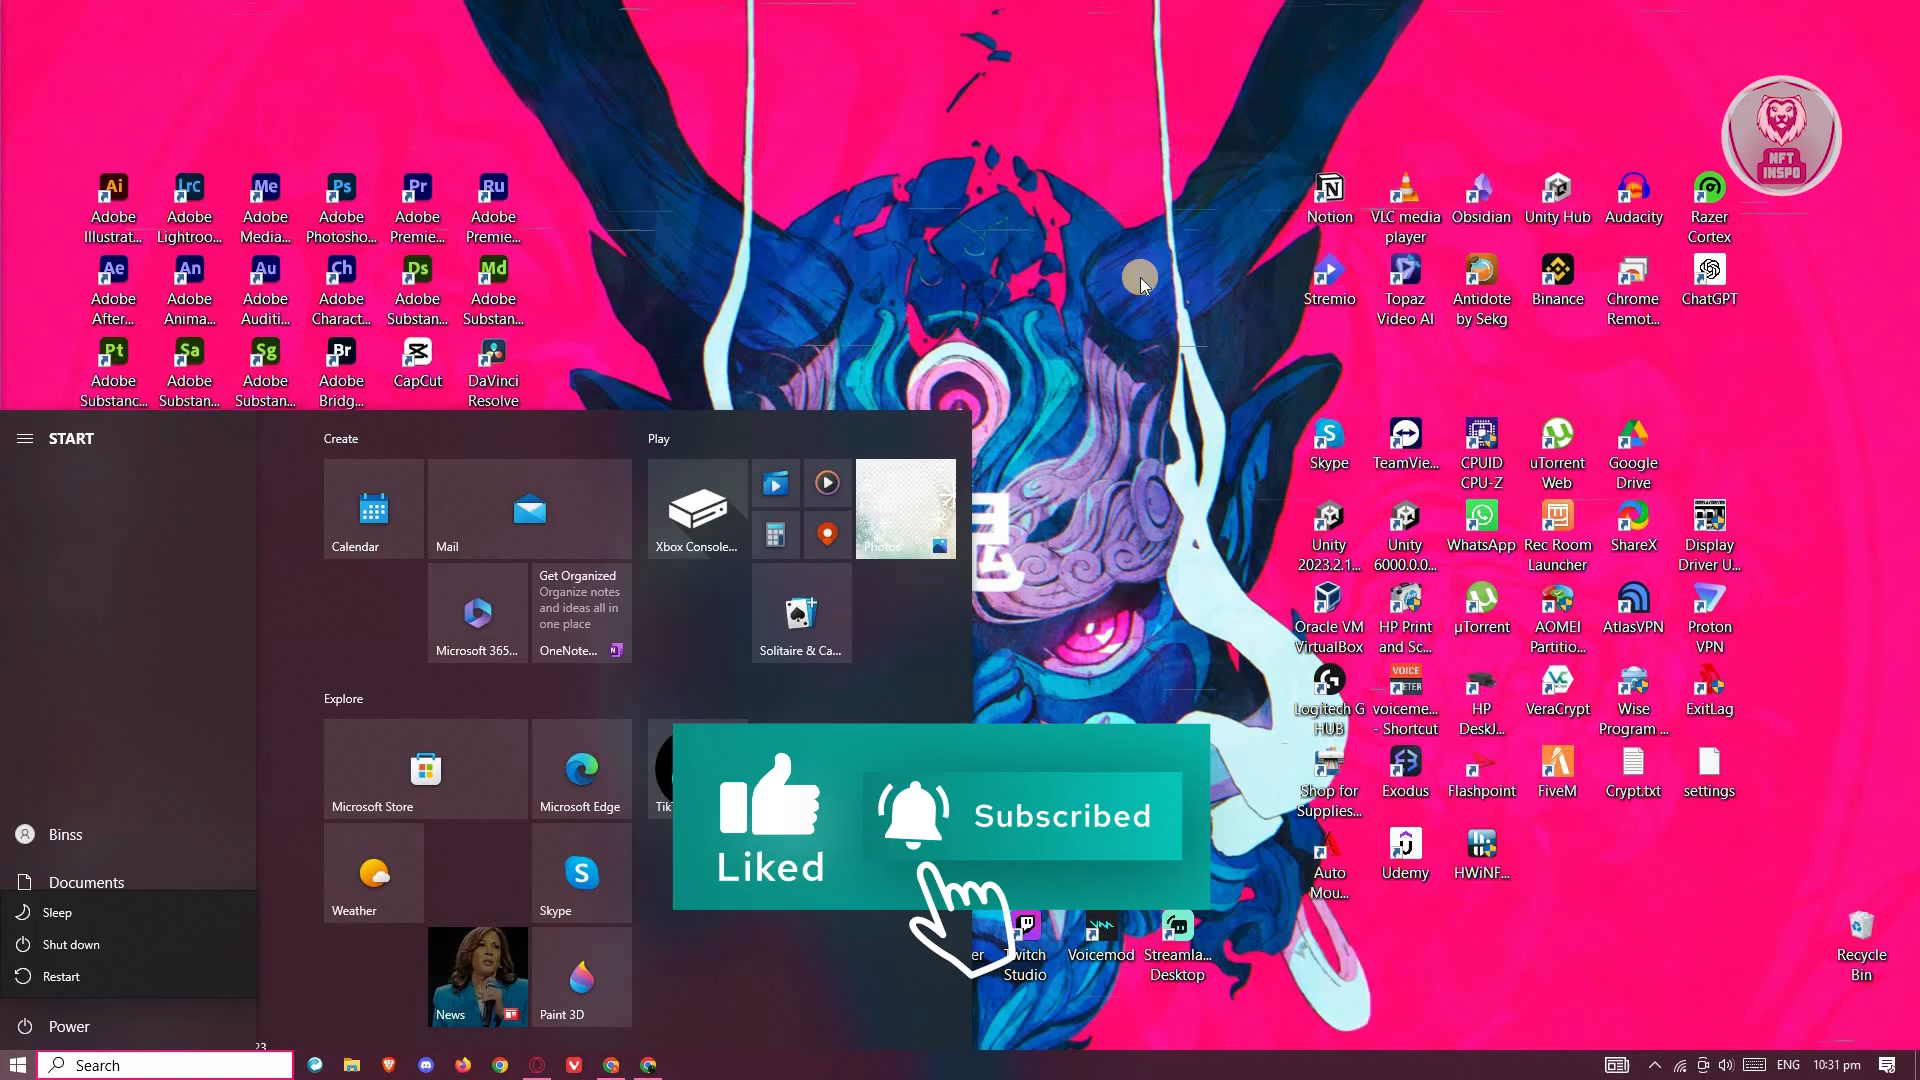 NFT
INSPO
Adobe
Illustrat...
Adobe
Lightroo...
Adobe
Media...
Adobe
Photosho...
Adobe
Premie...
Adobe
Premie...
Adobe
After...
Adobe
Anima...
Adobe
Auditi...
Adobe
Charact...
Adobe
Substan...
Adobe
Substan...
Adobe
Substanc...
Adobe
Substan...
Adobe
Substan...
Adobe
Bridg...
CapCut
DaVinci
Resolve
Notion
VLC media
player
Obsidian
Unity Hub
Audacity
Razer
Cortex
Stremio
Topaz
Video AI
Antidote
by Sekg
Binance
Chrome
Remot...
ChatGPT
Skype
TeamVie...
CPUID
CPU-Z
uTorrent
Web
Google
Drive
Unity
2023.2.1...
Unity
6000.0.0...
WhatsApp
Rec Room
Launcher
ShareX
Display
Driver U...
Oracle VM
VirtualBox
HP Print
and Sc...
µTorrent
AOMEI
Partitio...
AtlasVPN
Proton
VPN
Logitech G
HUB
voiceme...
- Shortcut
HP
DeskJ...
VeraCrypt
Wise
Program ...
ExitLag
Shop for
Supplies...
Exodus
Flashpoint
FiveM
Crypt.txt
settings
Auto
Mou...
Udemy
HWiNF...
er
Twitch
Studio
Voicemod
Streamla...
Desktop
Recycle
Bin
START
Create
Play
Calendar
Mail
Xbox Console...
Photos
Microsoft 365...
Get Organized
Organize notes
and ideas all in
one place
OneNote...
Solitaire & Ca...
Explore
Microsoft Store
Microsoft Edge
TikT
Weather
Skype
News
Paint 3D
Binss
Documents
Sleep
Shut down
Restart
Power
23
Liked
Subscribed
Search
ENG
10:31 pm